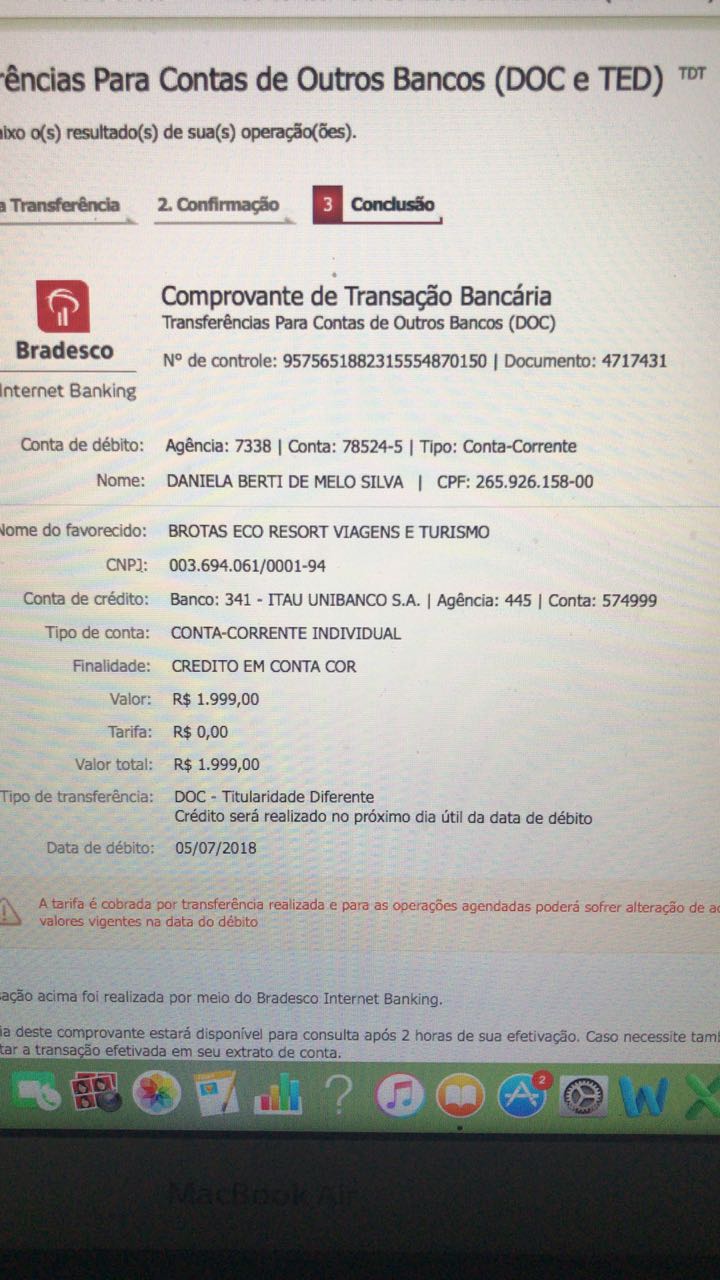 rências Para Contas de Outros Bancos (DOC e TED) TDT
aixo o(s) resultado(s) de sua(s) operação(ões).
a Transferência 2. Confirmação 3 Conclusão
Bradesco
Internet Banking
Comprovante de Transação Bancária
Transferências Para Contas de Outros Bancos (DOC)
Nº de controle: 9575651882315554870150 | Documento: 4717431
Conta de débito: Agência: 7338 | Conta: 78524-5 | Tipo: Conta-Corrente
Nome: DANIELA BERTI DE MELO SILVA | CPF: 265.926.158-00
Nome do favorecido: BROTAS ECO RESORT VIAGENS E TURISMO
CNPJ: 003.694.061/0001-94
Conta de crédito: Banco: 341 - ITAU UNIBANCO S.A. | Agência: 445 | Conta: 574999
Tipo de conta: CONTA-CORRENTE INDIVIDUAL
Finalidade: CREDITO EM CONTA COR
Valor: R$ 1.999,00
Tarifa: R$ 0,00
Valor total: R$ 1.999,00
Tipo de transferência: DOC - Titularidade Diferente
Crédito será realizado no próximo dia útil da data de débito
Data de débito: 05/07/2018
A tarifa é cobrada por transferência realizada e para as operações agendadas poderá sofrer alteração de ac
valores vigentes na data do débito
sação acima foi realizada por meio do Bradesco Internet Banking.
ia deste comprovante estará disponível para consulta após 2 horas de sua efetivação. Caso necessite tamb
tar a transação efetivada em seu extrato de conta.
2
MacBook Air